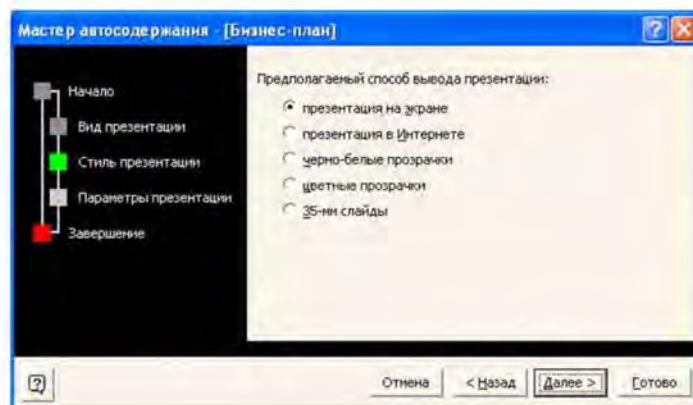 Мастер автосодержания - [Бизнес-план]
Начало
Вид презентации
Стиль презентации
Параметры презентации
Завершение
Предполагаемый способ вывода презентации:
презентация на экране
презентация в Интернете
черно-белые прозрачки
цветные прозрачки
35-мм слайды
Отмена
< Назад
Далее >
Готово